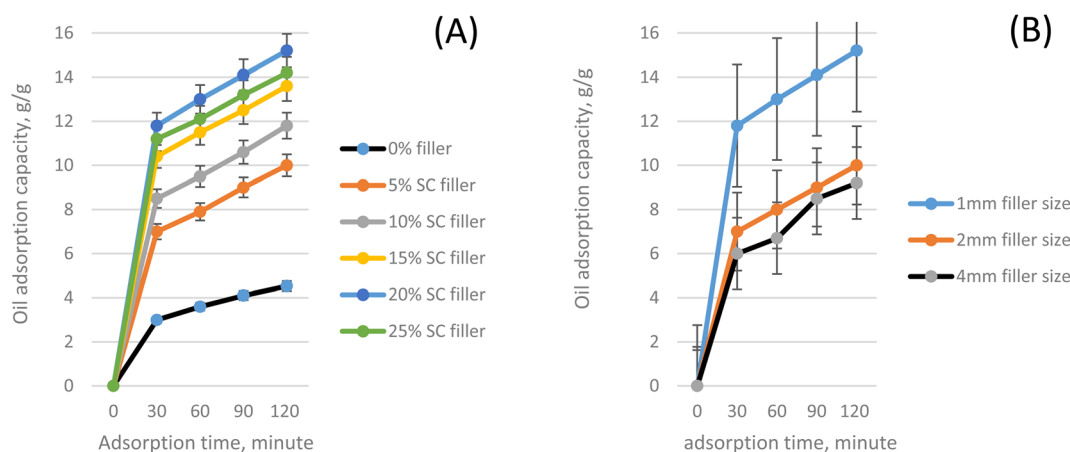 (A)
Oil adsorption capacity, g/g
16
14
12
10
8
6
4
2
0
0 30 60 90 120
Adsorption time, minute
0% filler
5% SC filler
10% SC filler
15% SC filler
20% SC filler
25% SC filler
(B)
Oil adsorption capacity, g/g
16
14
12
10
8
6
4
2
0
0 30 60 90 120
adsorption time, minute
1mm filler size
2mm filler size
4mm filler size